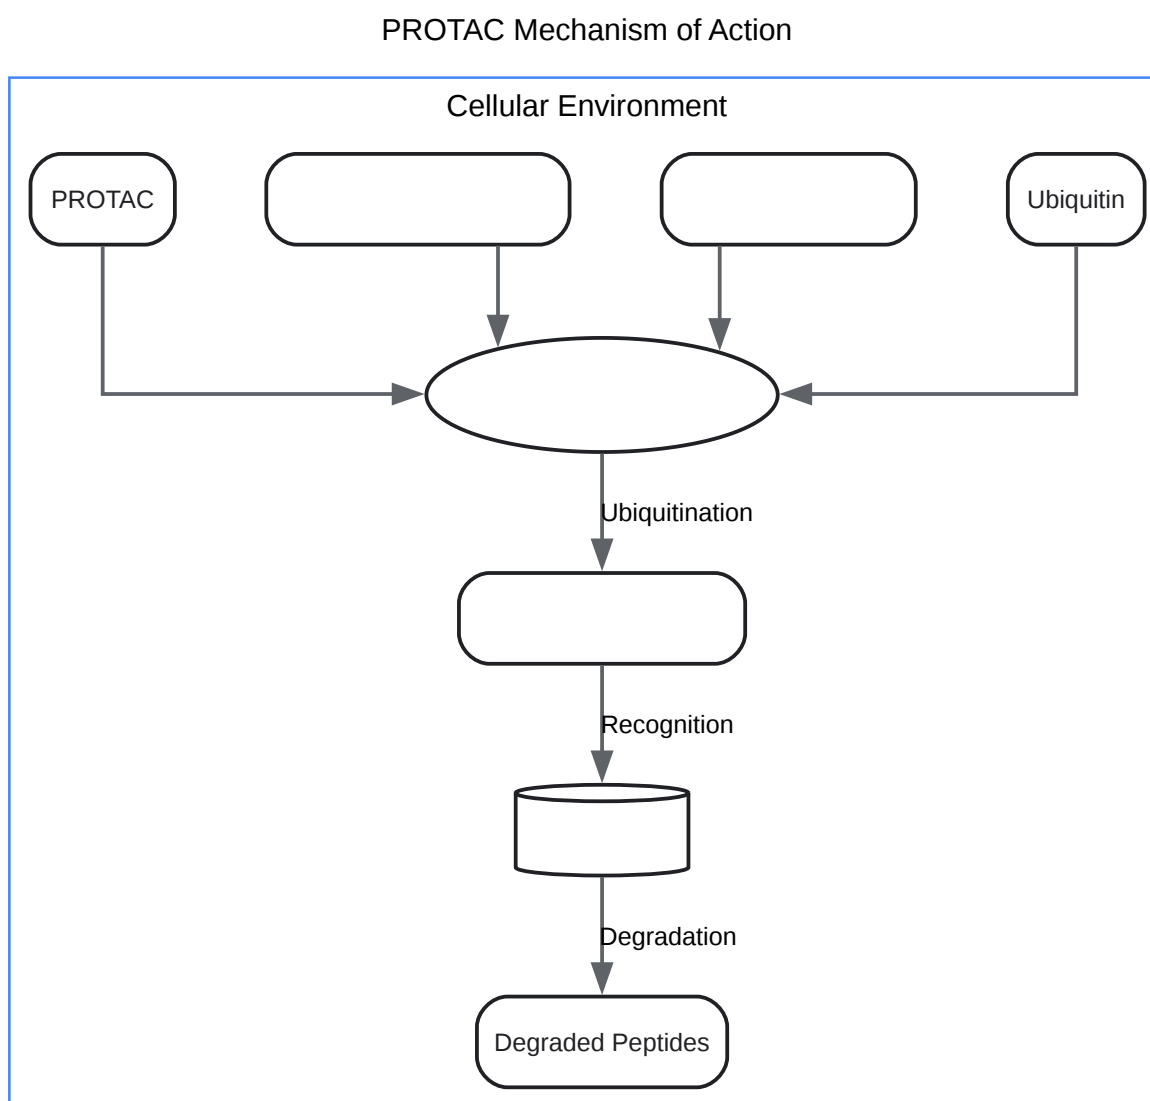 PROTAC Mechanism of Action
Cellular Environment
PROTAC
Ubiquitin
Ubiquitination
Recognition
Degradation
Degraded Peptides